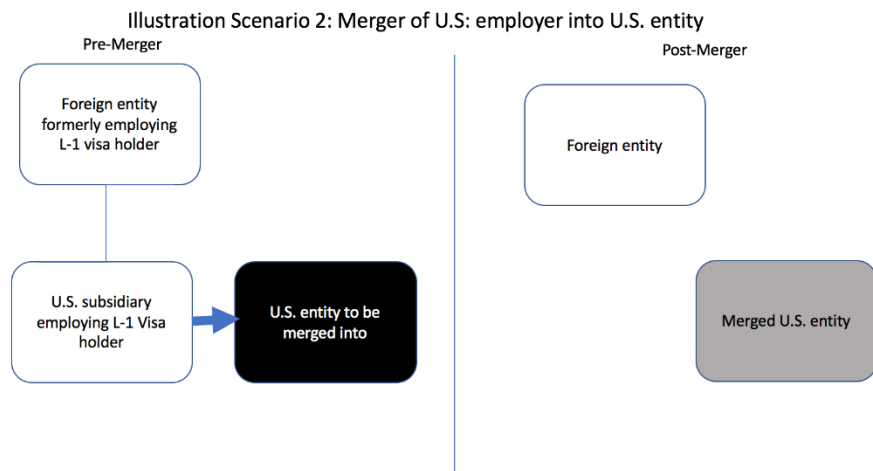 Illustration Scenario 2: Merger of U.S: employer into U.S. entity
Pre-Merger
Post-Merger
Foreign entity
formerly employing
L-1 visa holder
Foreign entity
U.S. subsidiary
employing L-1 Visa
holder
U.S. entity to be
merged into
Merged U.S. entity